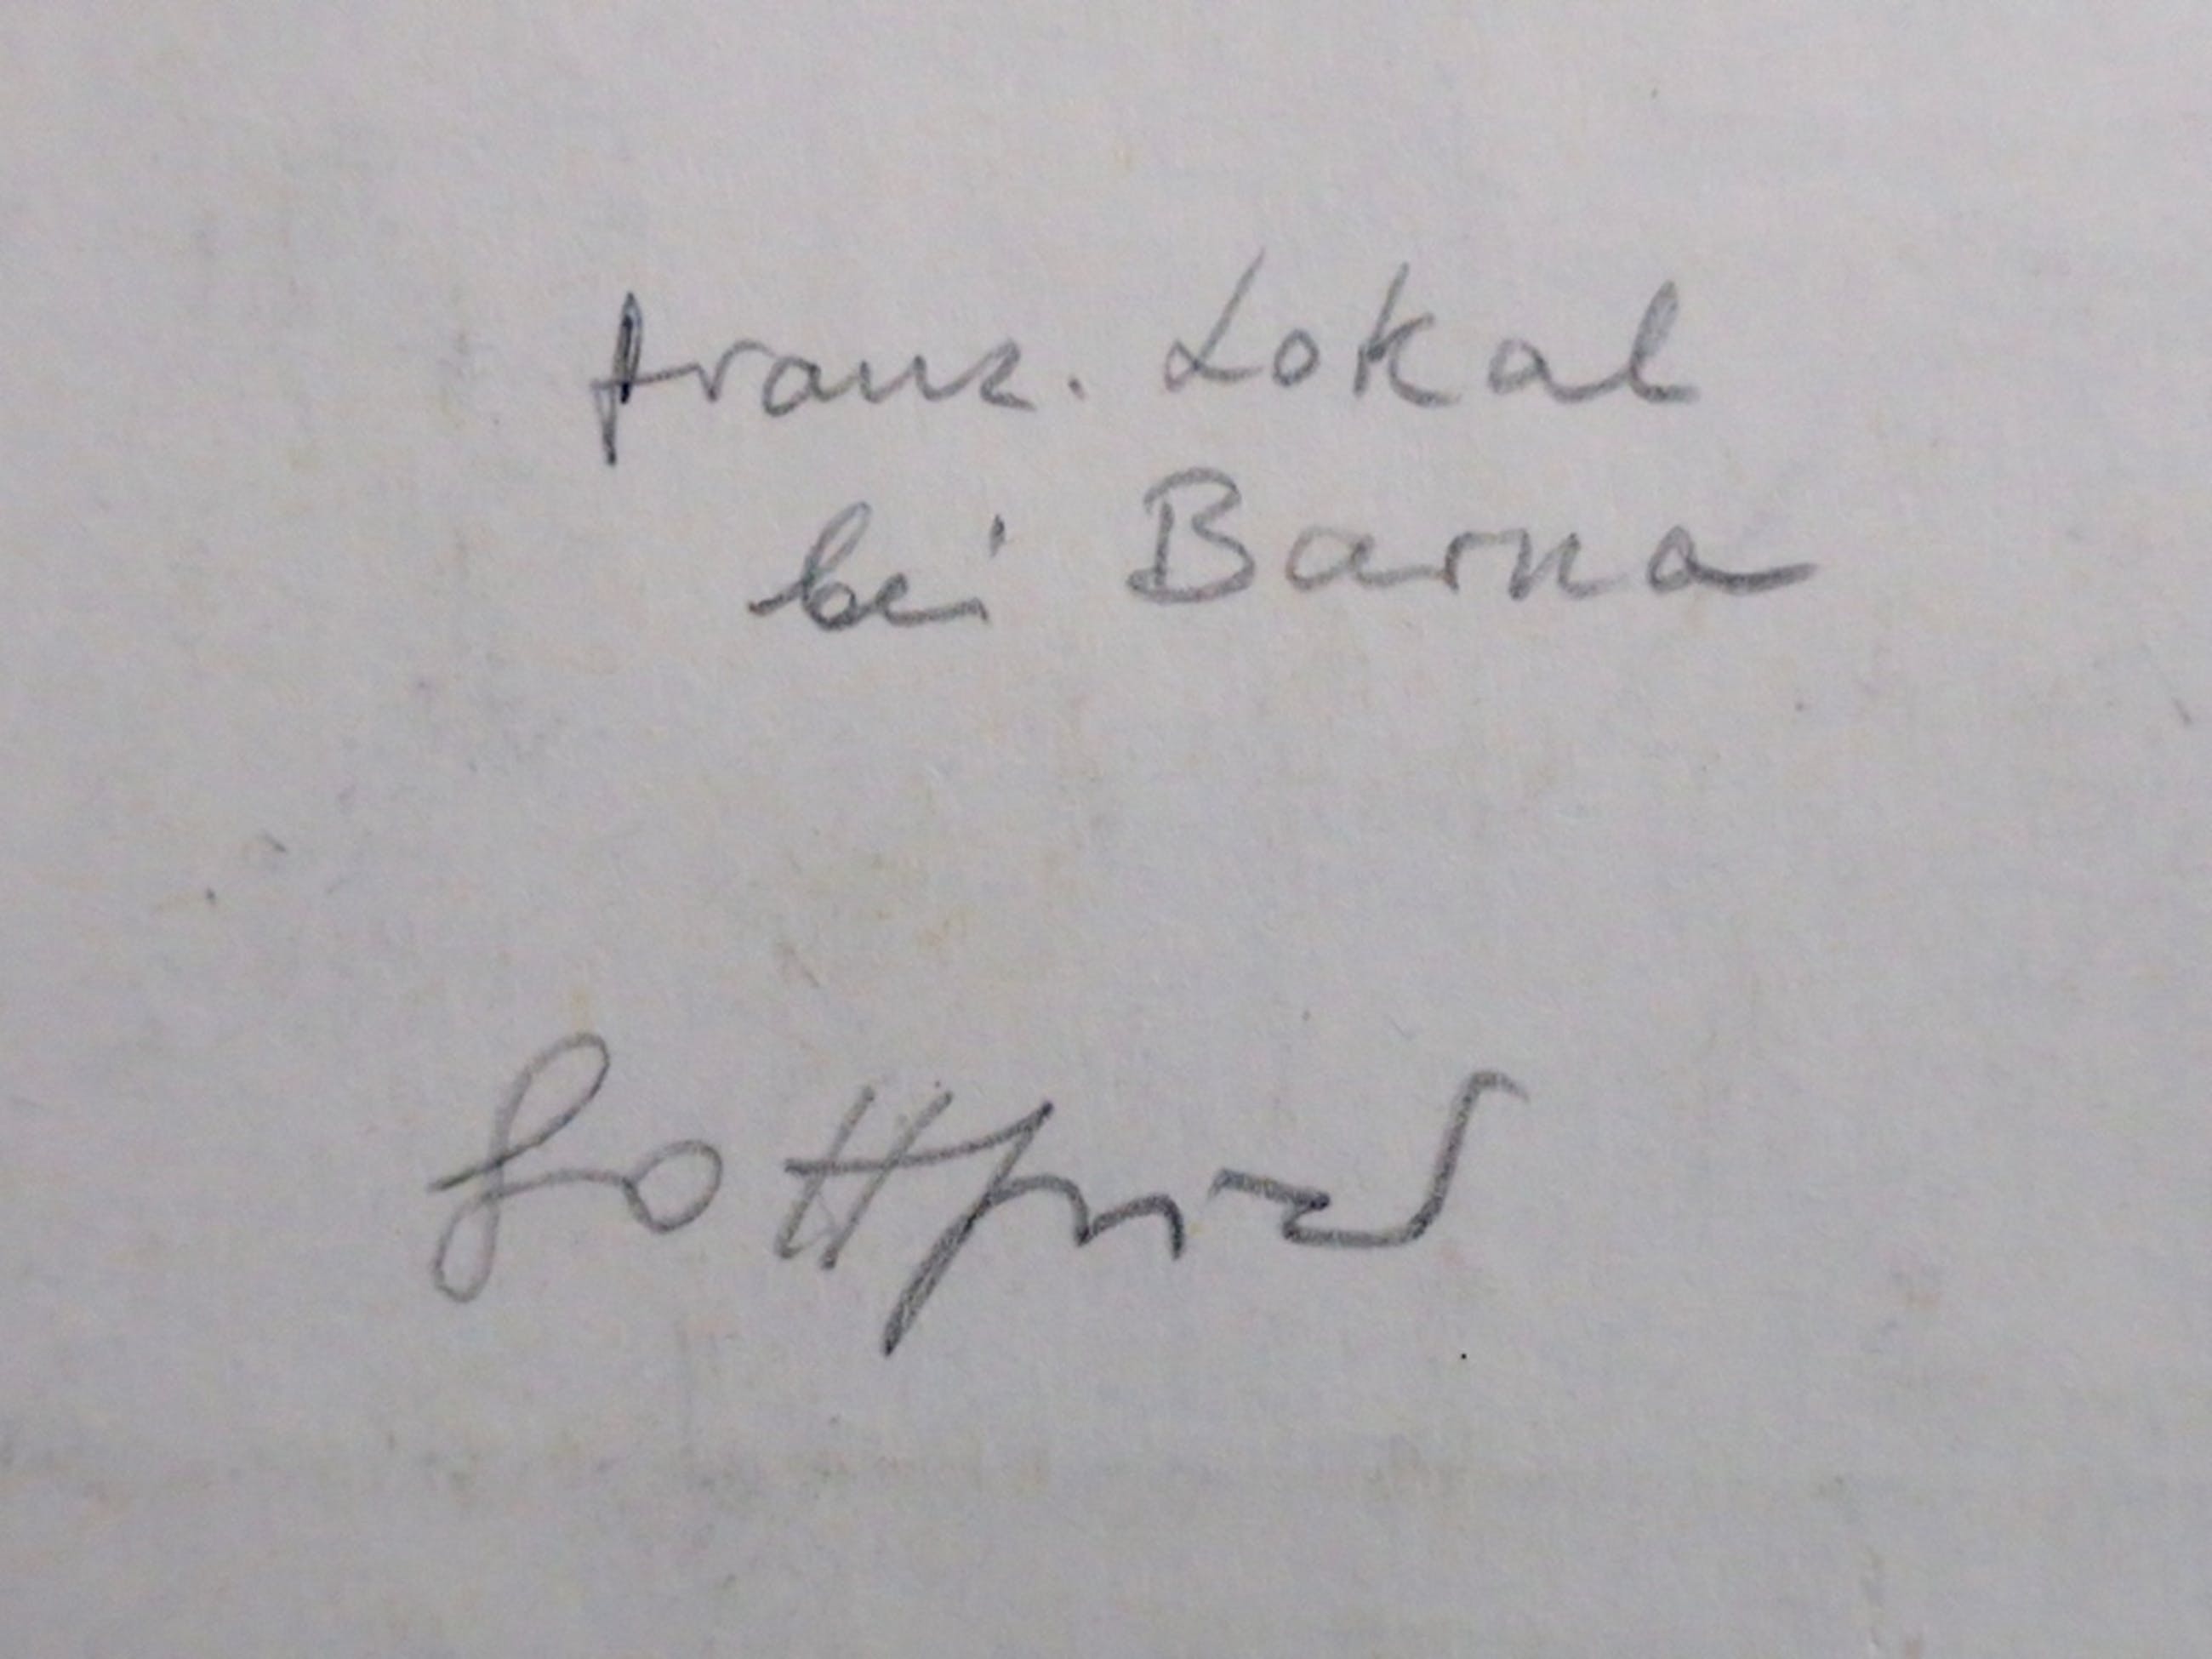 franz. Lokal
bei Barna
Gottfried